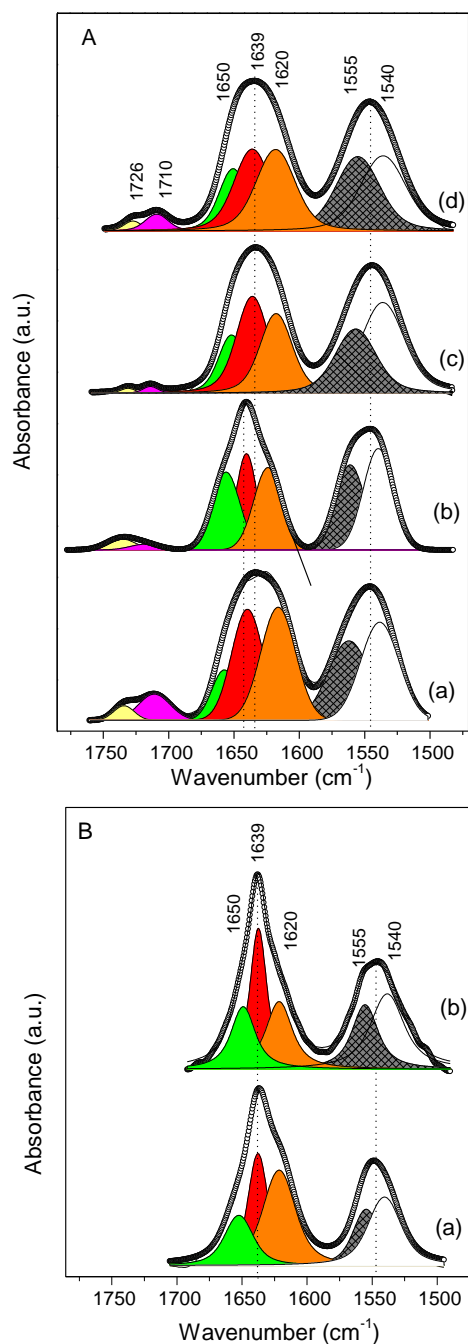 A
1650
1639
1620
1555
1540
1726
1710
(d)
(c)
(b)
(a)
Absorbance (a.u.)
1750 1700 1650 1600 1550 1500
Wavenumber (cm⁻¹)
B
1650
1639
1620
1555
1540
(b)
(a)
Absorbance (a.u.)
1750 1700 1650 1600 1550 1500
Wavenumber (cm⁻¹)